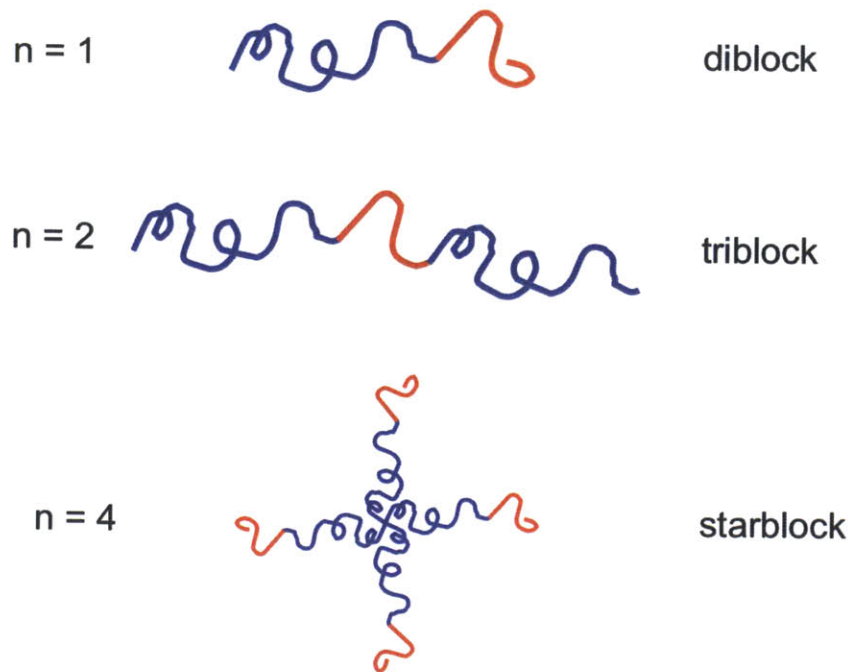 n = 1 diblock
n = 2 triblock
n = 4 starblock